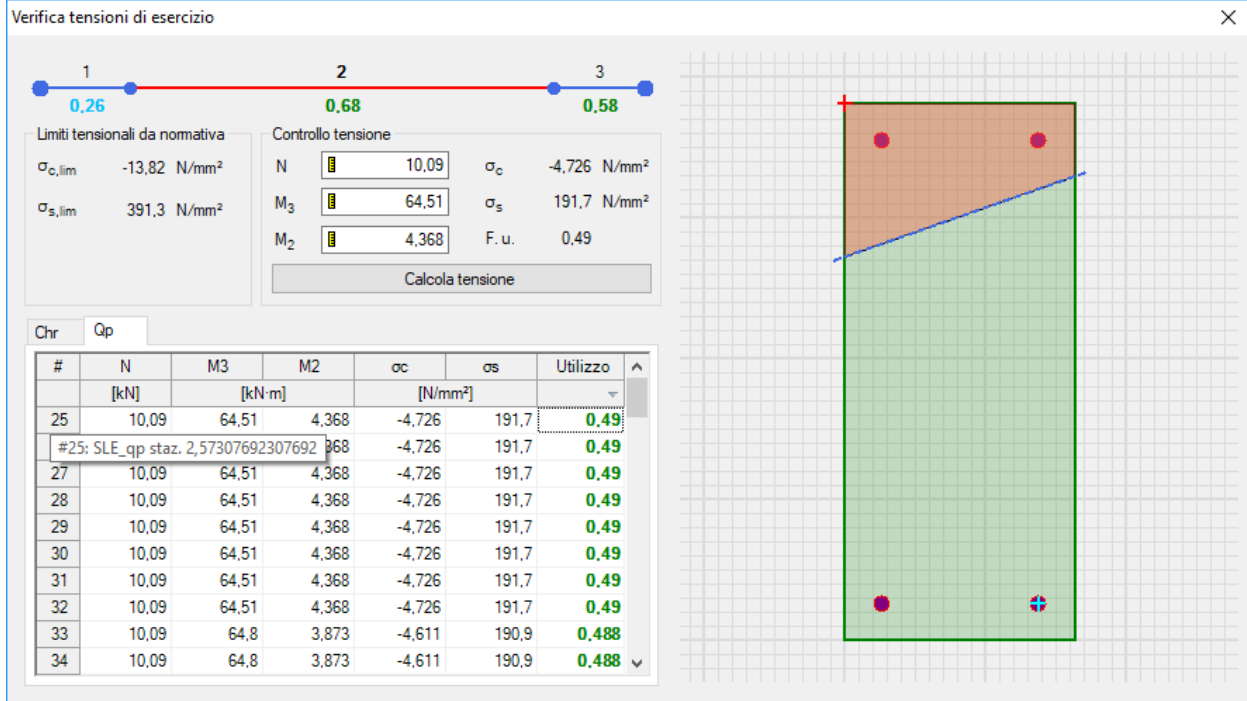 Verifica tensioni di esercizio
1 2 3
0,26 0,68 0,58
Limiti tensionali da normativa
σc,lim -13,82 N/mm²
σs,lim 391,3 N/mm²
Controllo tensione
N 10,09 σc -4,726 N/mm²
M3 64,51 σs 191,7 N/mm²
M2 4,368 F. u. 0,49
Calcola tensione
Chr Qp
# N M3 M2 σc σs Utilizzo
[kN] [kN·m] [N/mm²]
25 10,09 64,51 4,368 -4,726 191,7 0,49
#25: SLE_qp staz. 2,57307692307692 368 -4,726 191,7 0,49
27 10,09 64,51 4,368 -4,726 191,7 0,49
28 10,09 64,51 4,368 -4,726 191,7 0,49
29 10,09 64,51 4,368 -4,726 191,7 0,49
30 10,09 64,51 4,368 -4,726 191,7 0,49
31 10,09 64,51 4,368 -4,726 191,7 0,49
32 10,09 64,51 4,368 -4,726 191,7 0,49
33 10,09 64,8 3,873 -4,611 190,9 0,488
34 10,09 64,8 3,873 -4,611 190,9 0,488